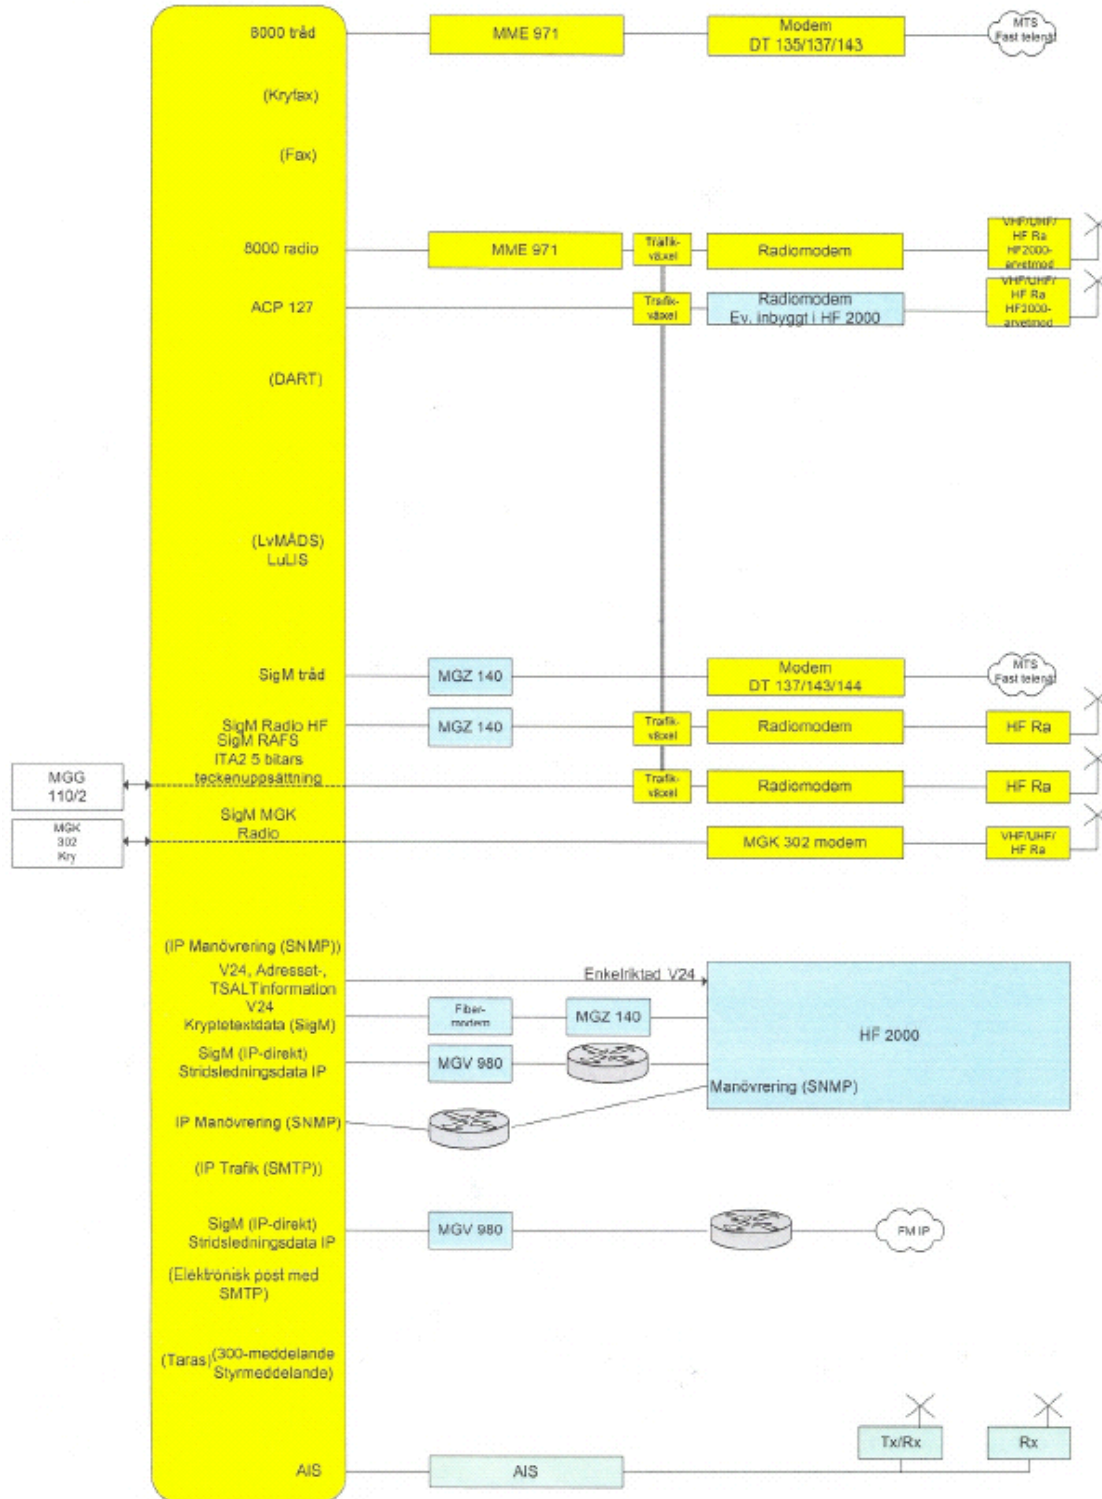 8000 tråd
MME 971
Modem
DT 135/137/143
MTS
Fast telenät
(Kryfax)
(Fax)
8000 radio
MME 971
Trafik-
växel
Radiomodem
VHF/UHF/
HF Ra
HF2000-
arvetmod
ACP 127
Trafik-
växel
Radiomodem
Ev. inbyggt i HF 2000
VHF/UHF/
HF Ra
HF2000-
arvetmod
(DART)
(LvMÅDS)
LuLIS
SigM tråd
MGZ 140
Modem
DT 137/143/144
MTS
Fast telenät
SigM Radio HF
MGZ 140
Trafik-
växel
Radiomodem
HF Ra
SigM RAFS
ITA2 5 bitars
teckenuppsättning
MGG
110/2
Trafik-
växel
Radiomodem
HF Ra
SigM MGK
Radio
MGK
302
Kry
MGK 302 modem
VHF/UHF/
HF Ra
(IP Manövrering (SNMP))
V24, Adressat-,
TSALTinformation
Enkelriktad V24
V24
Kryptetextdata (SigM)
Fiber-
modem
MGZ 140
HF 2000
SigM (IP-direkt)
Stridsledningsdata IP
MGV 980
Manövrering (SNMP)
IP Manövrering (SNMP)
(IP Trafik (SMTP))
SigM (IP-direkt)
Stridsledningsdata IP
MGV 980
FM IP
(Elektronisk post med
SMTP)
(Taras)
(300-meddelande
Styrmeddelande)
Tx/Rx
Rx
AIS
AIS